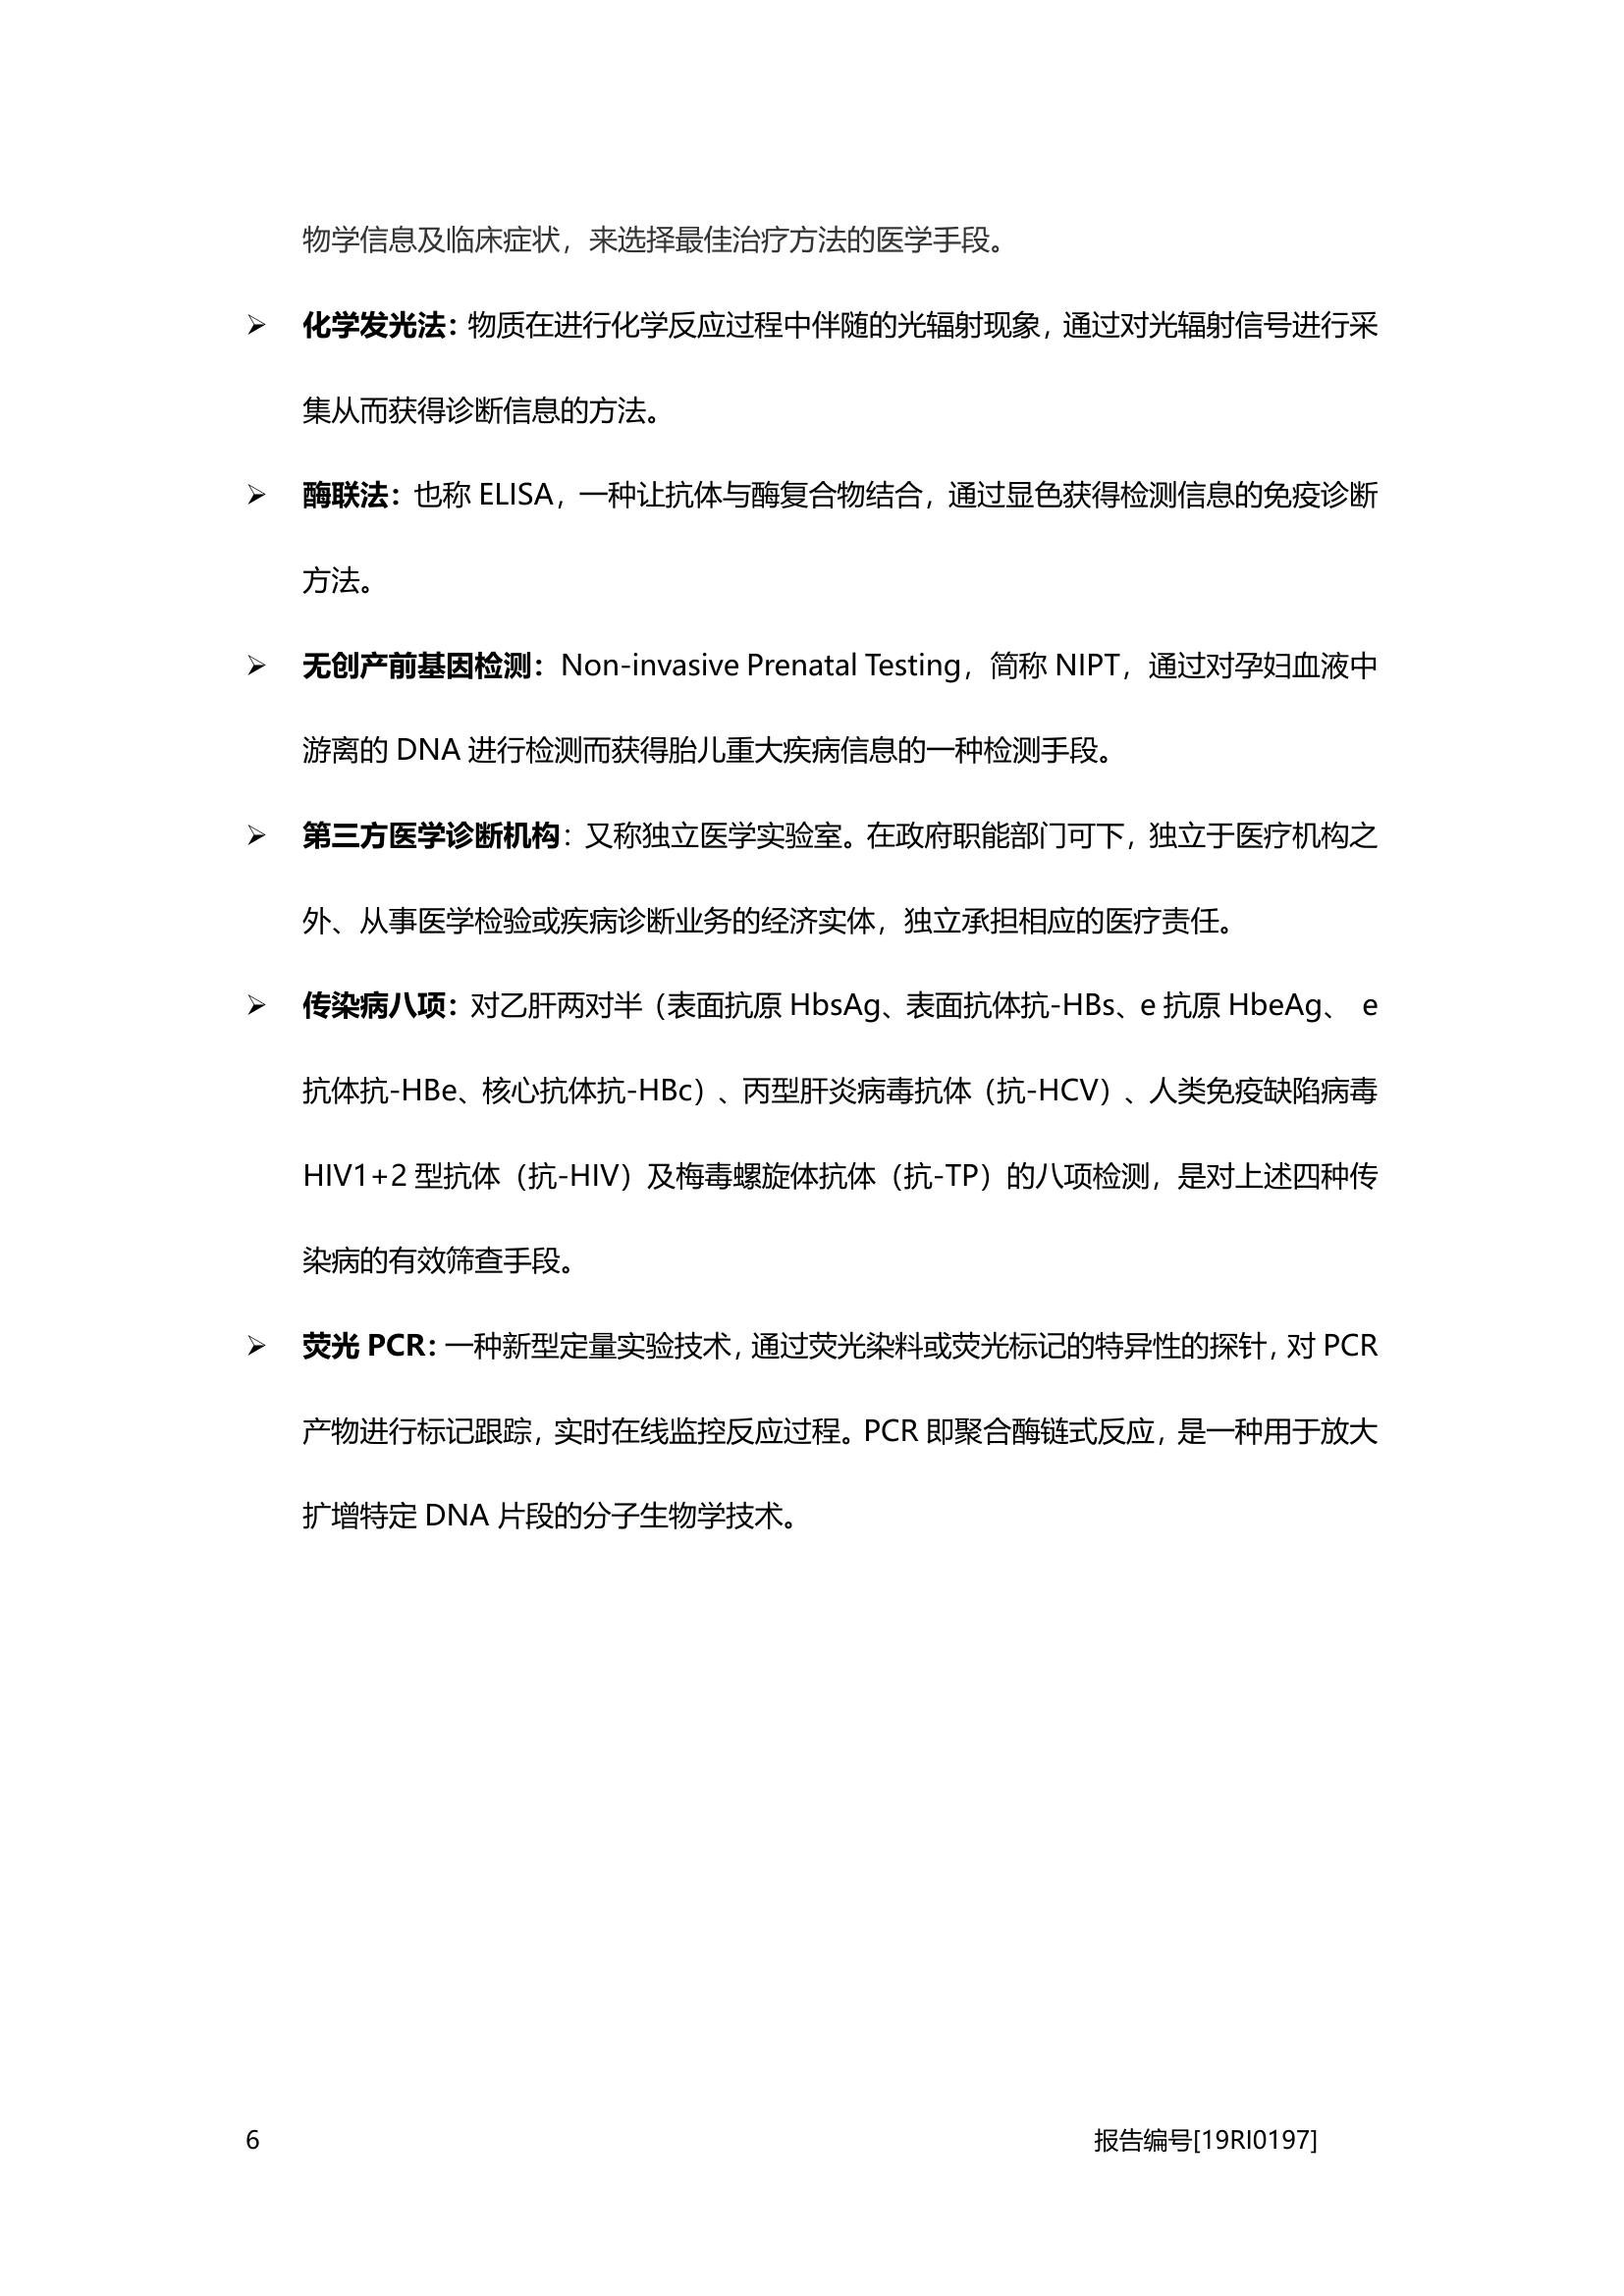 物学信息及临床症状，来选择最佳治疗方法的医学手段。
➢ 化学发光法：物质在进行化学反应过程中伴随的光辐射现象，通过对光辐射信号进行采
集从而获得诊断信息的方法。
➢ 酶联法：也称 ELISA，一种让抗体与酶复合物结合，通过显色获得检测信息的免疫诊断
方法。
➢ 无创产前基因检测：Non-invasive Prenatal Testing，简称 NIPT，通过对孕妇血液中
游离的 DNA 进行检测而获得胎儿重大疾病信息的一种检测手段。
➢ 第三方医学诊断机构：又称独立医学实验室。在政府职能部门可下，独立于医疗机构之
外、从事医学检验或疾病诊断业务的经济实体，独立承担相应的医疗责任。
➢ 传染病八项：对乙肝两对半（表面抗原 HbsAg、表面抗体抗-HBs、e 抗原 HbeAg、 e
抗体抗-HBe、核心抗体抗-HBc）、丙型肝炎病毒抗体（抗-HCV）、人类免疫缺陷病毒
HIV1+2 型抗体（抗-HIV）及梅毒螺旋体抗体（抗-TP）的八项检测，是对上述四种传
染病的有效筛查手段。
➢ 荧光 PCR：一种新型定量实验技术，通过荧光染料或荧光标记的特异性的探针，对 PCR
产物进行标记跟踪，实时在线监控反应过程。PCR 即聚合酶链式反应，是一种用于放大
扩增特定 DNA 片段的分子生物学技术。
6 报告编号[19RI0197]